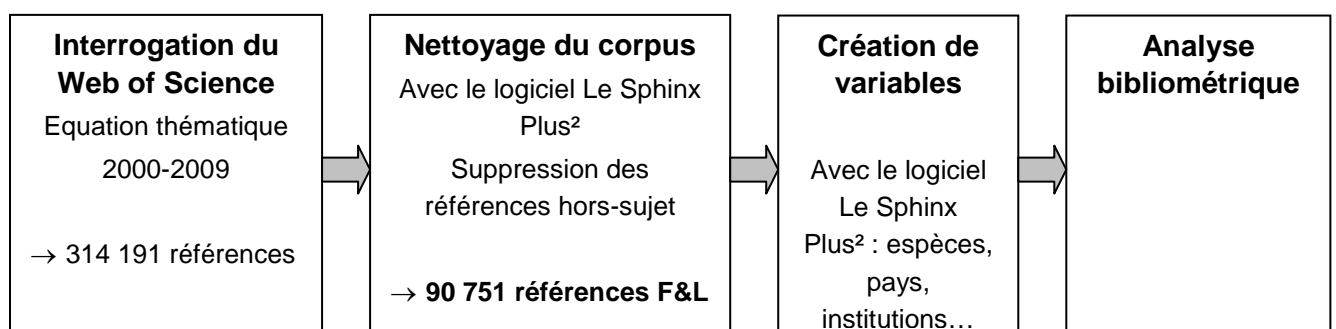 Interrogation du
Web of Science
Equation thématique
2000-2009
→ 314 191 références
Nettoyage du corpus
Avec le logiciel Le Sphinx
Plus²
Suppression des
références hors-sujet
→ 90 751 références F&L
Création de
variables
Avec le logiciel
Le Sphinx
Plus² : espèces,
pays,
institutions…
Analyse
bibliométrique